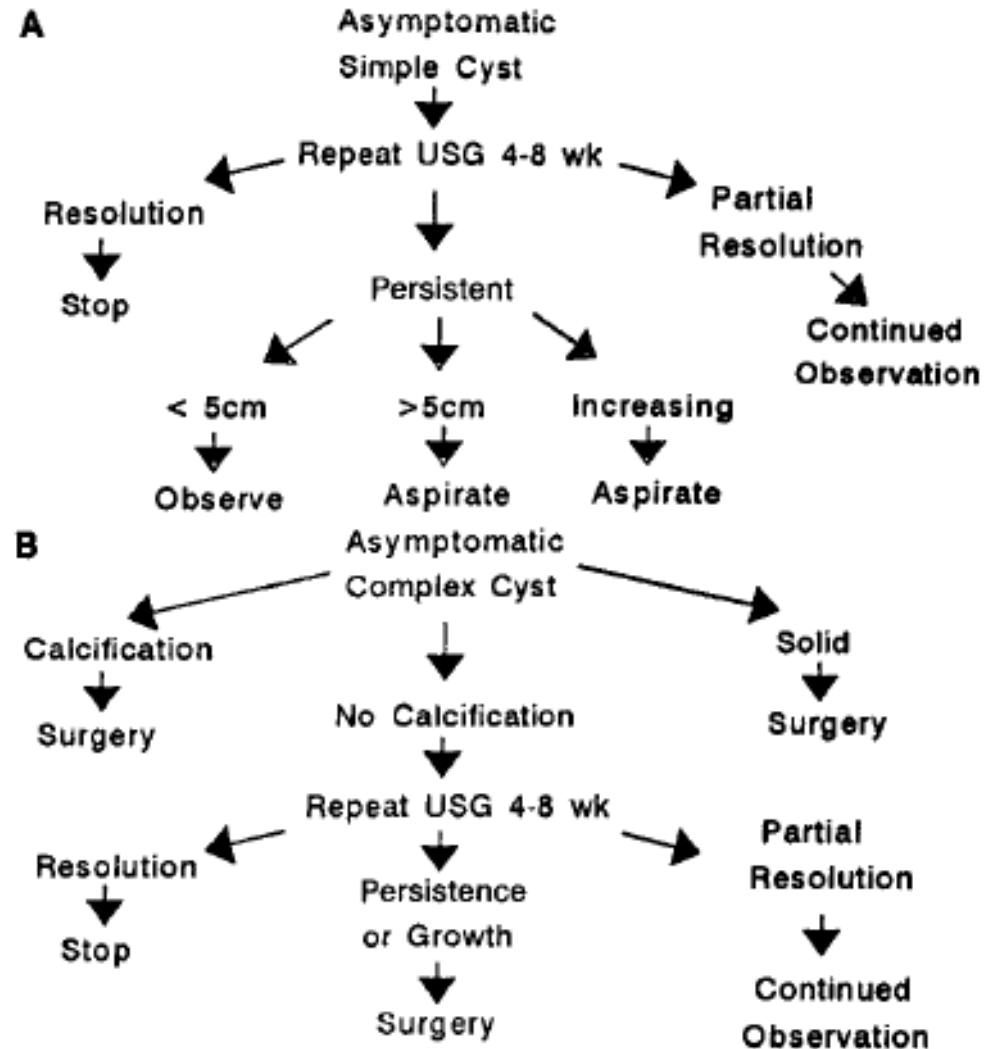 A
Asymptomatic
Simple Cyst
Repeat USG 4-8 wk
Resolution
Partial
Resolution
Stop
Persistent
Continued
Observation
< 5cm
>5cm
Increasing
Observe
Aspirate
Aspirate
B
Asymptomatic
Complex Cyst
Calcification
Solid
Surgery
No Calcification
Surgery
Repeat USG 4-8 wk
Resolution
Partial
Resolution
Persistence
or Growth
Stop
Surgery
Continued
Observation